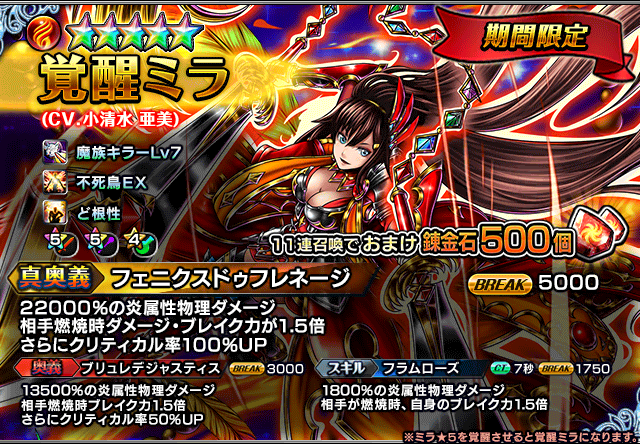 期間限定
覚醒ミラ
(CV.小清水 亜美)
魔族キラーLv7
不死鳥EX
ど根性
5 5 4
11連召喚でおまけ錬金石500個
真奥義 フェニクスドゥフレネージ BREAK 5000
22000%の炎属性物理ダメージ
相手燃焼時ダメージ・ブレイク力が1.5倍
さらにクリティカル率100%UP
奥義 ブリュレデジャスティス BREAK 3000
13500%の炎属性物理ダメージ
相手燃焼時ブレイク力1.5倍
さらにクリティカル率50%UP
スキル フラムローズ CT 7秒 BREAK 1750
1800%の炎属性物理ダメージ
相手が燃焼時、自身のブレイク力1.5倍
※ミラ★5を覚醒させると覚醒ミラになります。